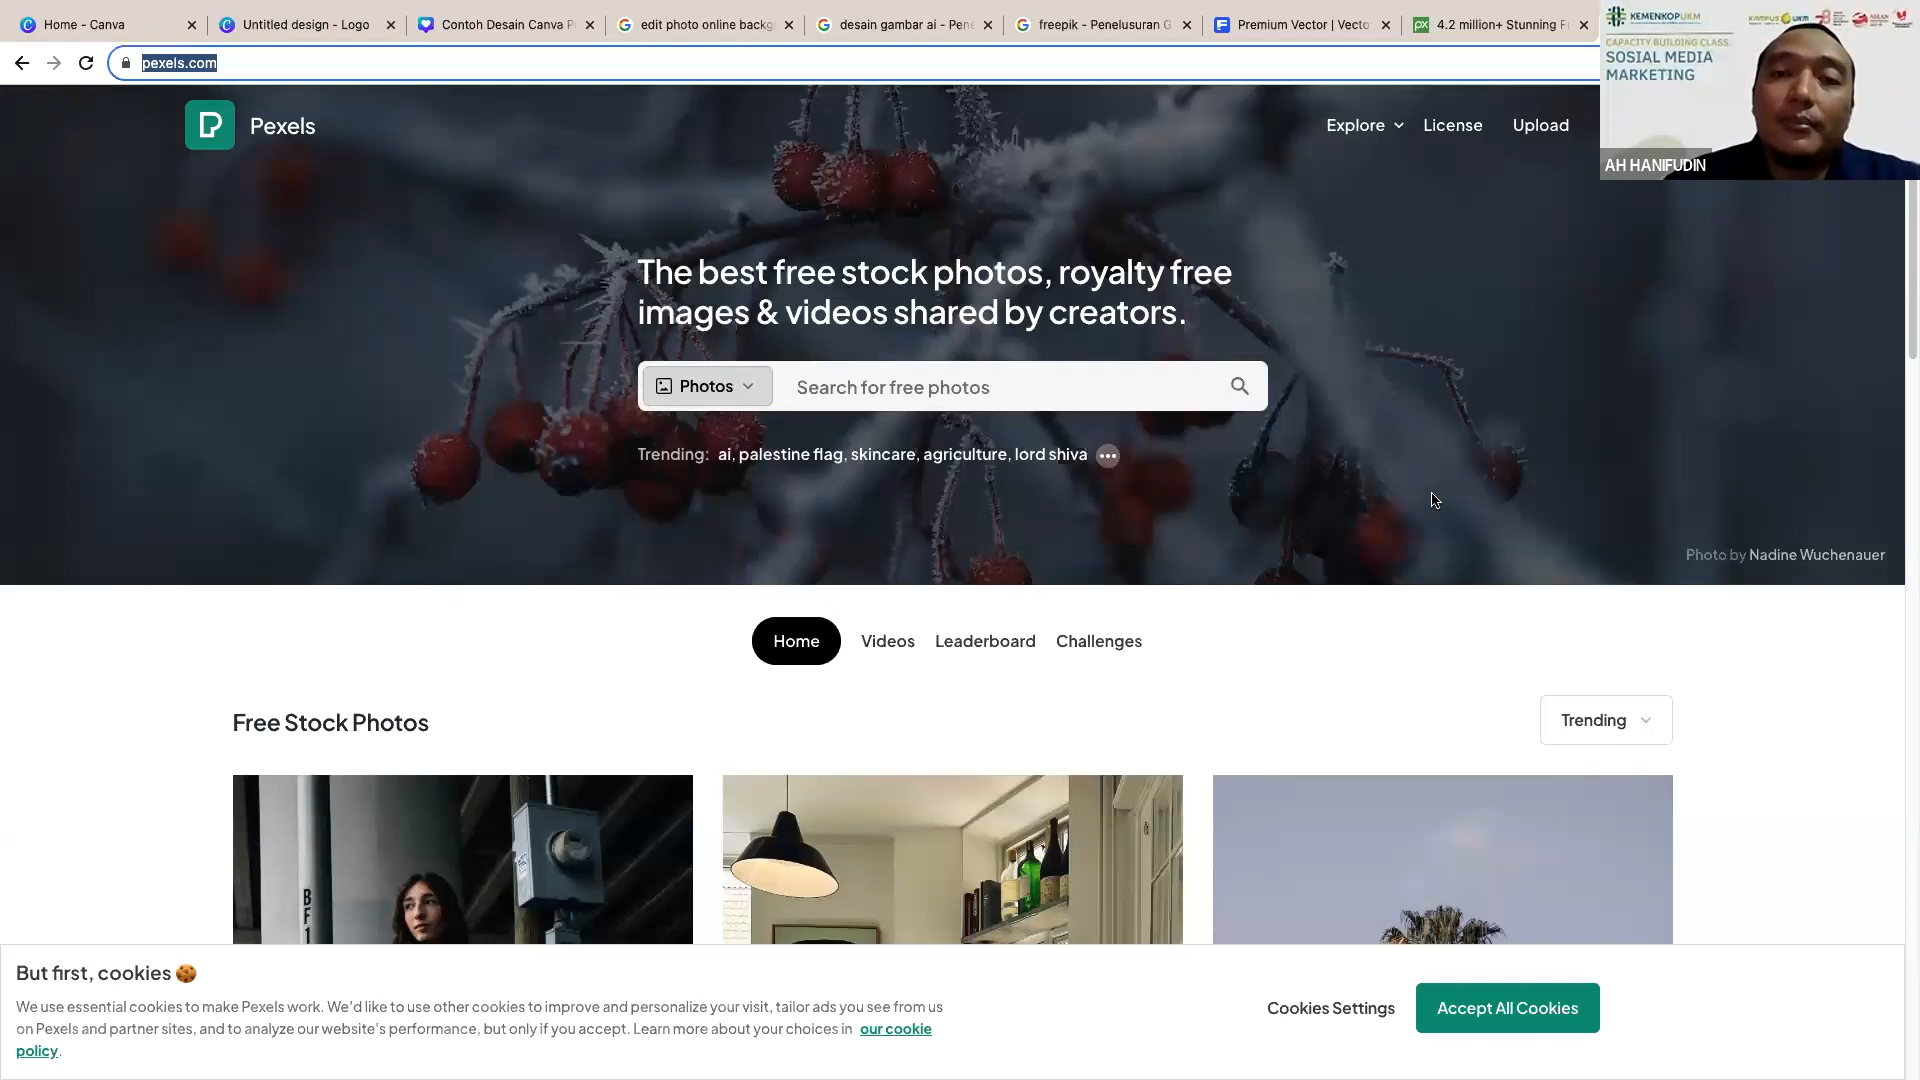 Home - Canva
Untitled design - Logo
Contoh Desain Canva P
edit photo online backg
desain gambar ai - Pene
freepik - Penelusuran G
Premium Vector | Vecto
4.2 million+ Stunning Fr
pexels.com
KEMENKOPUKM
KAMPUS UKM
CAPACITY BUILDING CLASS:
SOSIAL MEDIA
MARKETING
AH HANIFUDIN
Pexels
Explore
License
Upload
The best free stock photos, royalty free
images & videos shared by creators.
Photos
Search for free photos
Trending: ai, palestine flag, skincare, agriculture, lord shiva
Photo by Nadine Wuchenauer
Home
Videos
Leaderboard
Challenges
Free Stock Photos
Trending
BF1
But first, cookies 🍪
We use essential cookies to make Pexels work. We'd like to use other cookies to improve and personalize your visit, tailor ads you see from us
on Pexels and partner sites, and to analyze our website's performance, but only if you accept. Learn more about your choices in our cookie
policy.
Cookies Settings
Accept All Cookies